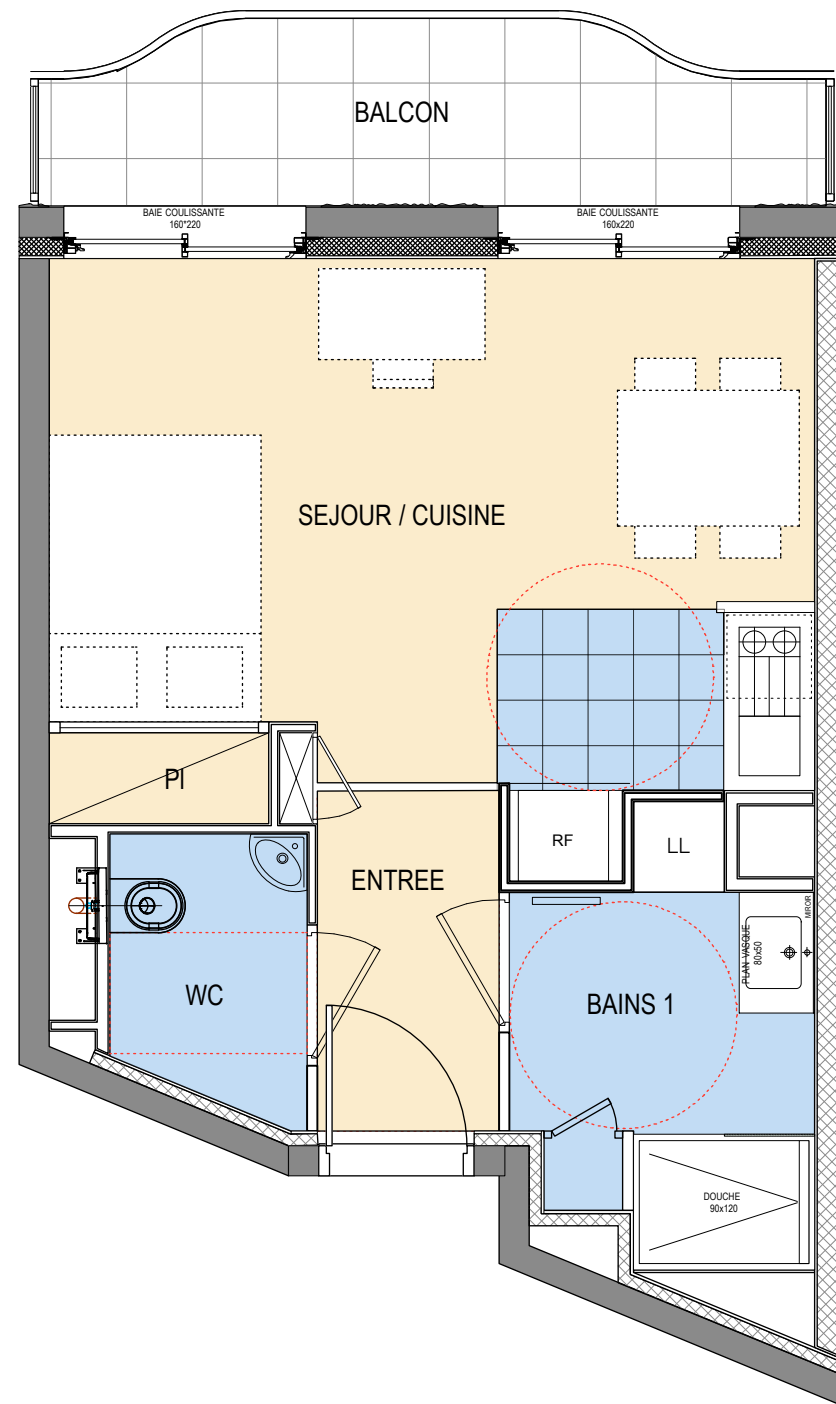 BALCON
BAIE COULISSANTE
160*220
BAIE COULISSANTE
160x220
SEJOUR / CUISINE
PI
RF
LL
ENTREE
MIROIR
PLAN VASQUE
80x50
WC
BAINS 1
DOUCHE
90x120